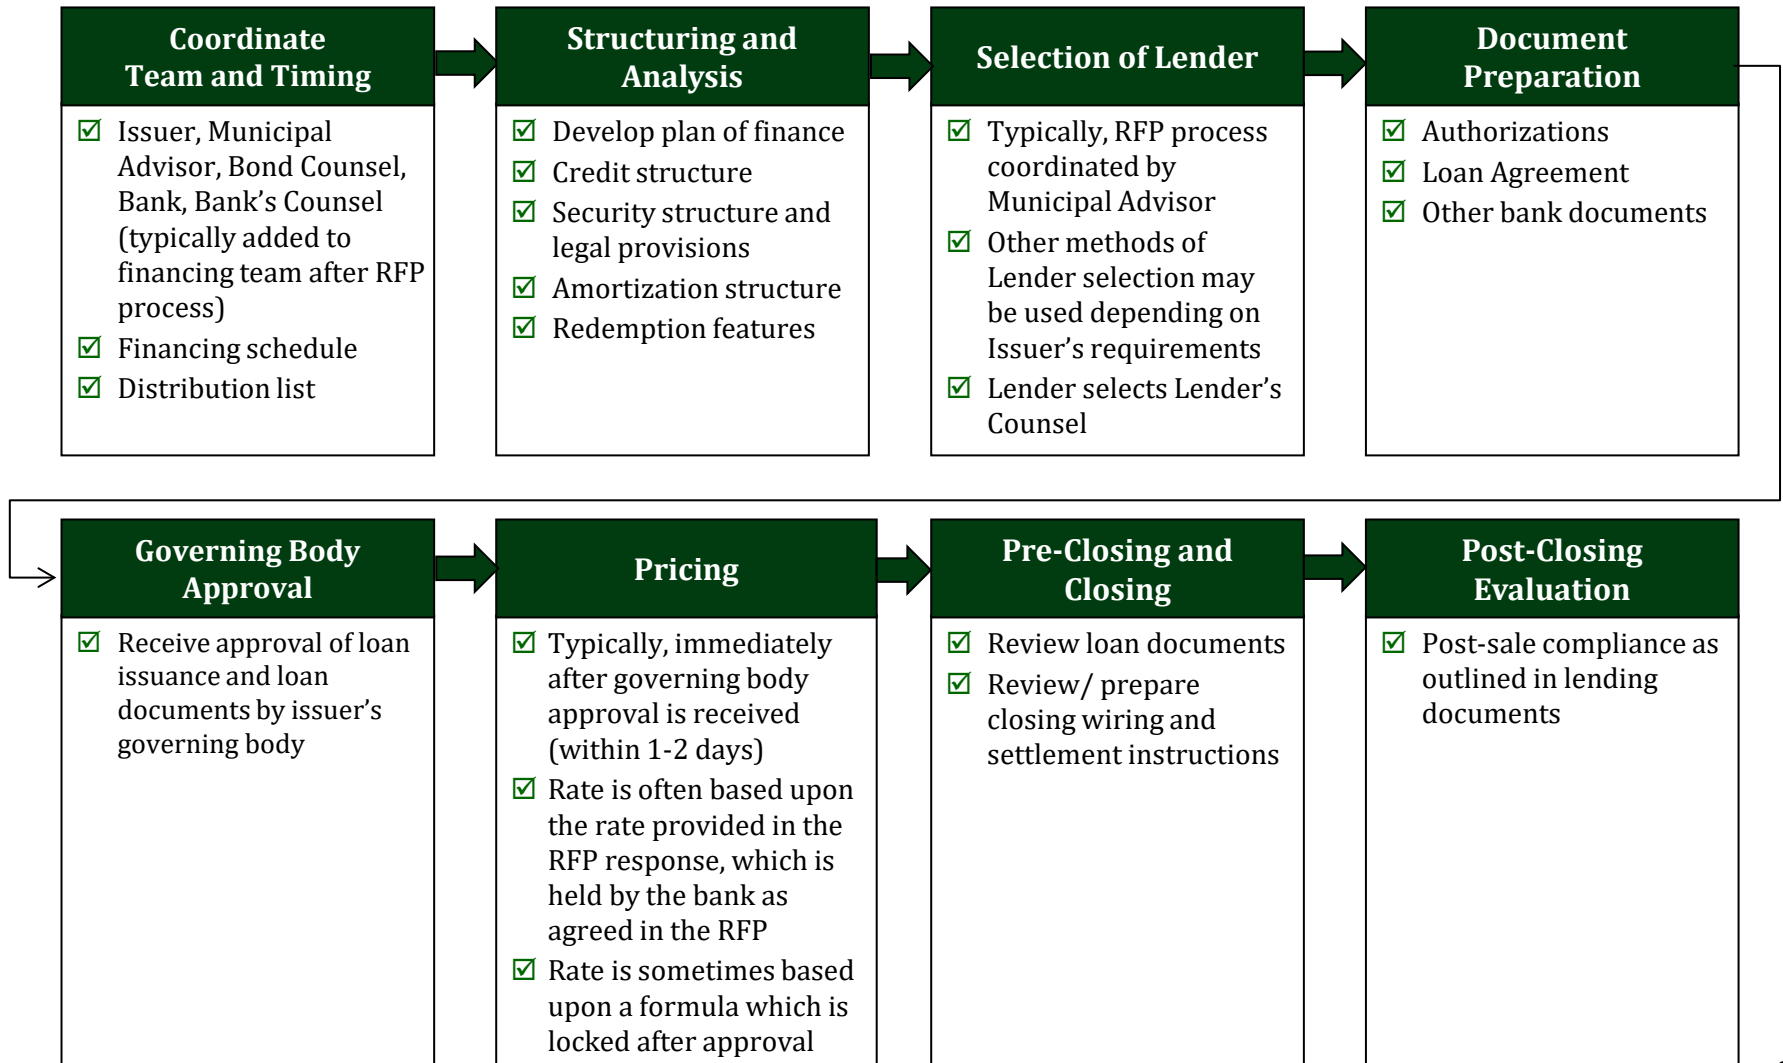 Coordinate
Team and Timing
Issuer, Municipal
Advisor, Bond Counsel,
Bank, Bank’s Counsel
(typically added to
financing team after RFP
process)
Financing schedule
Distribution list
Structuring and
Analysis
Develop plan of finance
Credit structure
Security structure and
legal provisions
Amortization structure
Redemption features
Selection of Lender
Typically, RFP process
coordinated by
Municipal Advisor
Other methods of
Lender selection may
be used depending on
Issuer’s requirements
Lender selects Lender’s
Counsel
Document
Preparation
Authorizations
Loan Agreement
Other bank documents
Governing Body
Approval
Receive approval of loan
issuance and loan
documents by issuer’s
governing body
Pricing
Typically, immediately
after governing body
approval is received
(within 1-2 days)
Rate is often based upon
the rate provided in the
RFP response, which is
held by the bank as
agreed in the RFP
Rate is sometimes based
upon a formula which is
locked after approval
Pre-Closing and
Closing
Review loan documents
Review/ prepare
closing wiring and
settlement instructions
Post-Closing
Evaluation
Post-sale compliance as
outlined in lending
documents